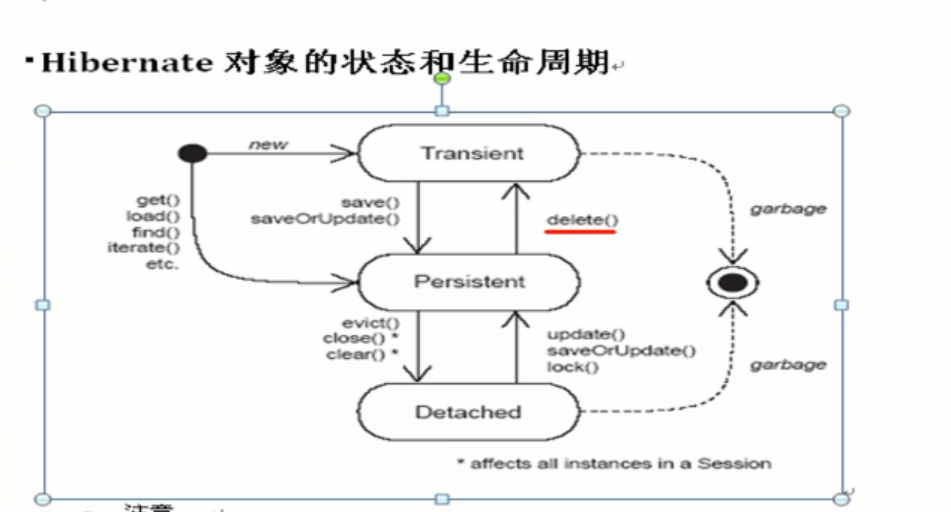 ▪Hibernate 对象的状态和生命周期
new
Transient
get()
load()
find()
iterate()
etc.
save()
saveOrUpdate()
delete()
garbage
Persistent
evict()
close() *
clear() *
update()
saveOrUpdate()
lock()
garbage
Detached
* affects all instances in a Session
注意